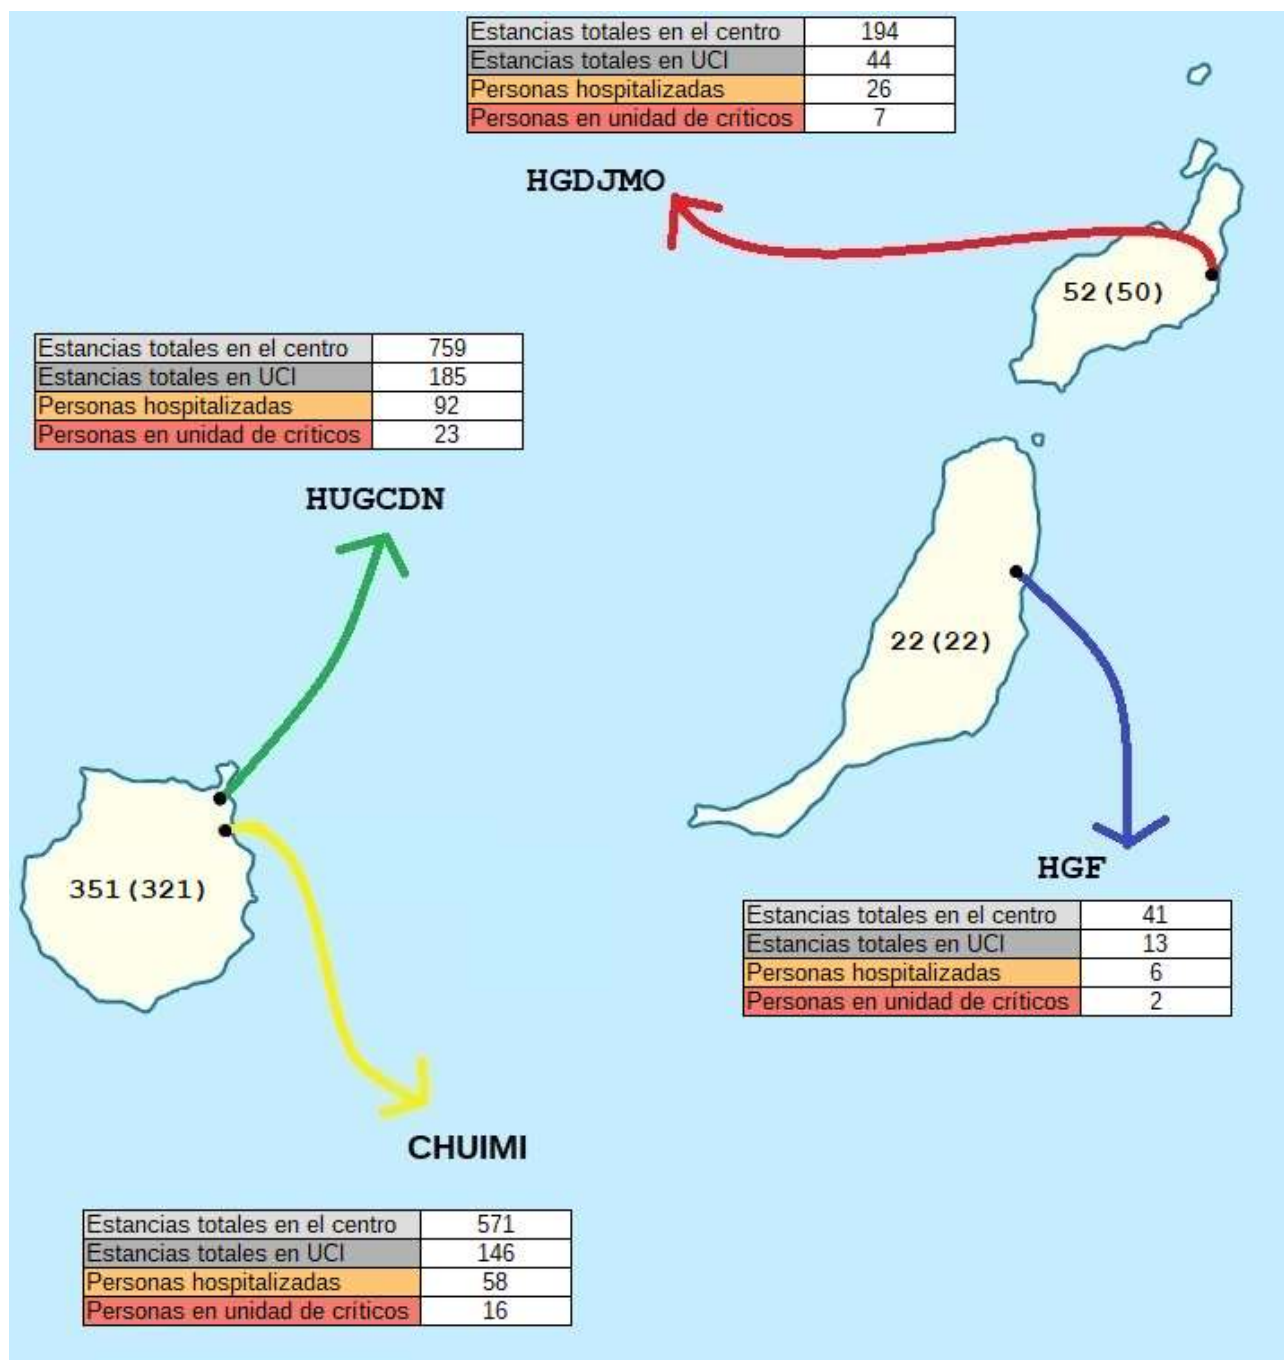 Estancias totales en el centro 194
Estancias totales en UCI 44
Personas hospitalizadas 26
Personas en unidad de críticos 7
HGDJMO
52(50)
Estancias totales en el centro 759
Estancias totales en UCI 185
Personas hospitalizadas 92
Personas en unidad de críticos 23
HUGCDN
22(22)
351(321)
HGF
Estancias totales en el centro 41
Estancias totales en UCI 13
Personas hospitalizadas 6
Personas en unidad de críticos 2
CHUIMI
Estancias totales en el centro 571
Estancias totales en UCI 146
Personas hospitalizadas 58
Personas en unidad de críticos 16